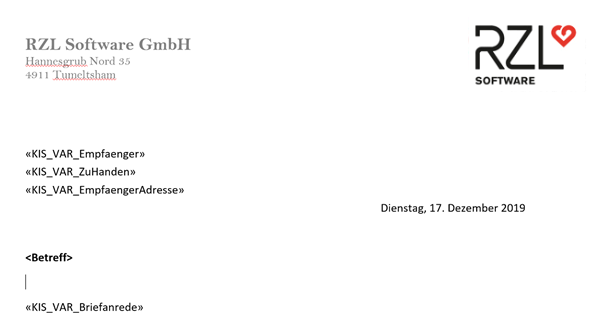 RZL Software GmbH
Hannesgrub Nord 35
4911 Tumeltsham
RZL
SOFTWARE
«KIS_VAR_Empfaenger»
«KIS_VAR_ZuHanden»
«KIS_VAR_EmpfaengerAdresse»
Dienstag, 17. Dezember 2019
<Betreff>
«KIS_VAR_Briefanrede»